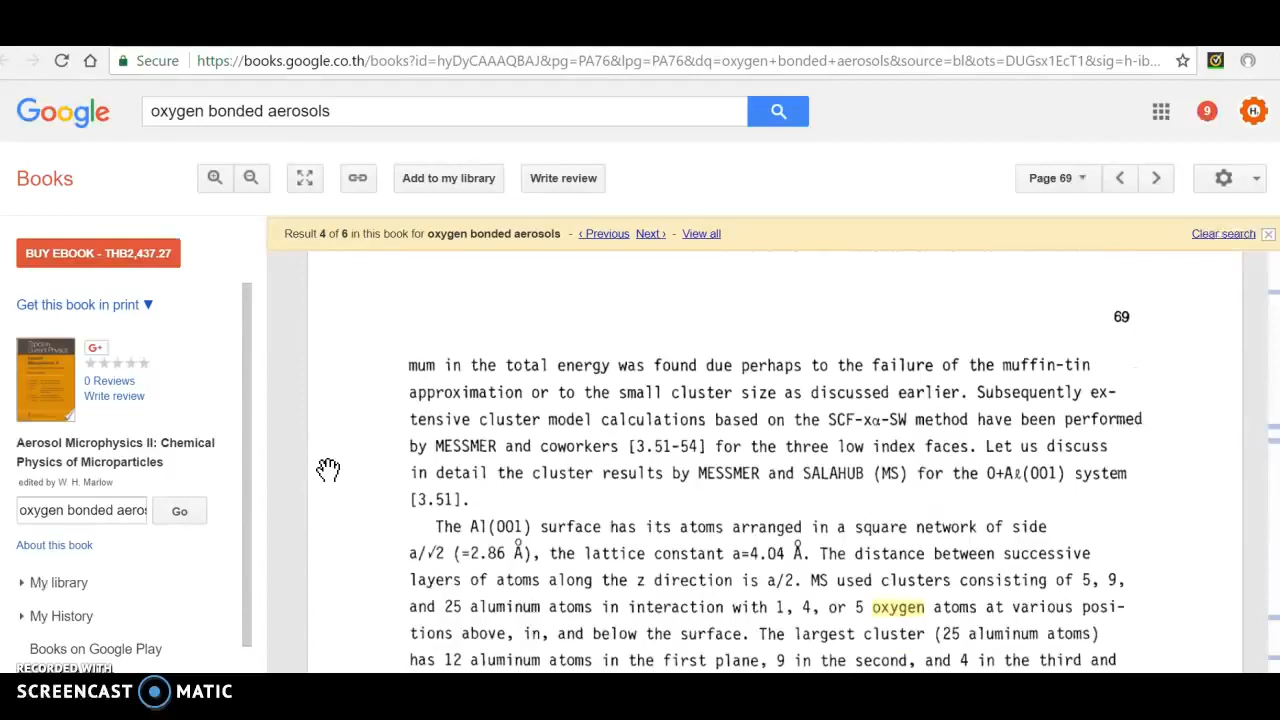 Secure
https://books.google.co.th/books?id=hyDyCAAAQBAJ&pg=PA76&lpg=PA76&dq=oxygen+bonded+aerosols&source=bl&ots=DUGsx1EcT1&sig=h-ib...
Google
oxygen bonded aerosols
9
H.
Books
Add to my library
Write review
Page 69
BUY EBOOK - THB2,437.27
Result 4 of 6 in this book for oxygen bonded aerosols - ‹ Previous Next › - View all
Clear search
Get this book in print ▼
G+
0 Reviews
Write review
Aerosol Microphysics II: Chemical
Physics of Microparticles
edited by W. H. Marlow
oxygen bonded aeros
Go
About this book
My library
My History
Books on Google Play
69
mum in the total energy was found due perhaps to the failure of the muffin-tin
approximation or to the small cluster size as discussed earlier. Subsequently ex-
tensive cluster model calculations based on the SCF-xα-SW method have been performed
by MESSMER and coworkers [3.51-54] for the three low index faces. Let us discuss
in detail the cluster results by MESSMER and SALAHUB (MS) for the O+Aℓ(001) system
[3.51].
The Al(001) surface has its atoms arranged in a square network of side
a/√2 (=2.86 Å), the lattice constant a=4.04 Å. The distance between successive
layers of atoms along the z direction is a/2. MS used clusters consisting of 5, 9,
and 25 aluminum atoms in interaction with 1, 4, or 5 oxygen atoms at various posi-
tions above, in, and below the surface. The largest cluster (25 aluminum atoms)
has 12 aluminum atoms in the first plane, 9 in the second, and 4 in the third and
RECORDED WITH
SCREENCAST MATIC